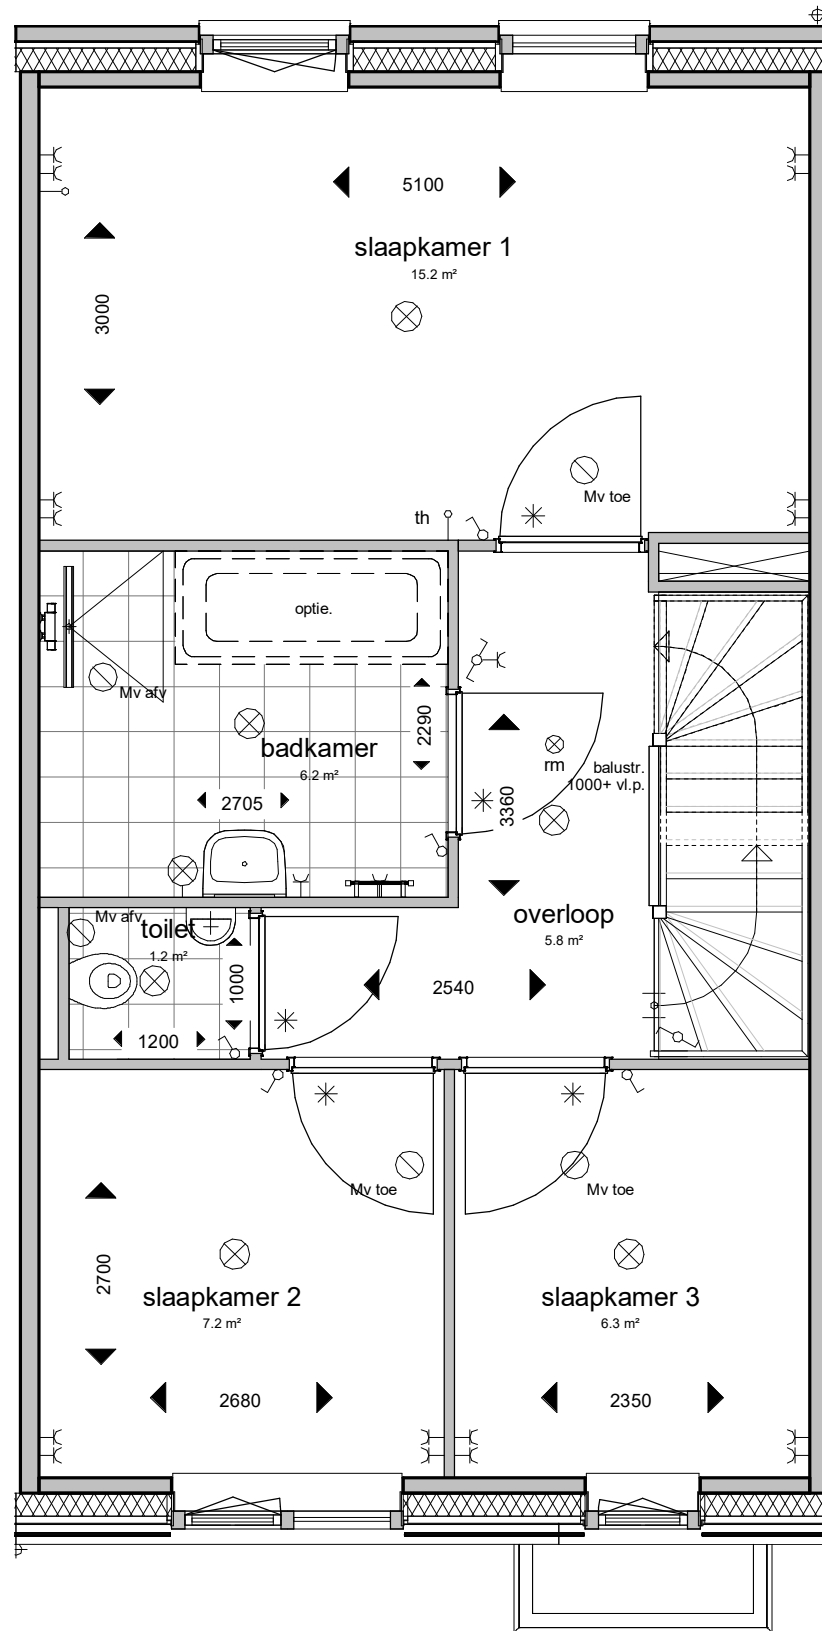 5100
slaapkamer 1
15.2 m²
3000
Mv toe
th
optie.
Mv afv
2290
badkamer
6.2 m²
2705
rm
balustr.
1000+ vl.p.
3360
Mv afv
toilet
1.2 m²
overloop
5.8 m²
1000
2540
1200
Mv toe
Mv toe
2700
slaapkamer 2
7.2 m²
slaapkamer 3
6.3 m²
2680
2350